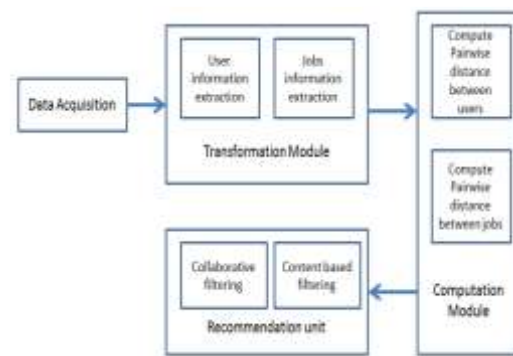 Data Acquisition
User
information
extraction
Jobs
information
extraction
Transformation Module
Compute
Pairwise
distance
between
users
Compute
Pairwise
distance
between jobs
Computation
Module
Collaborative
filtering
Content based
filtering
Recommendation unit